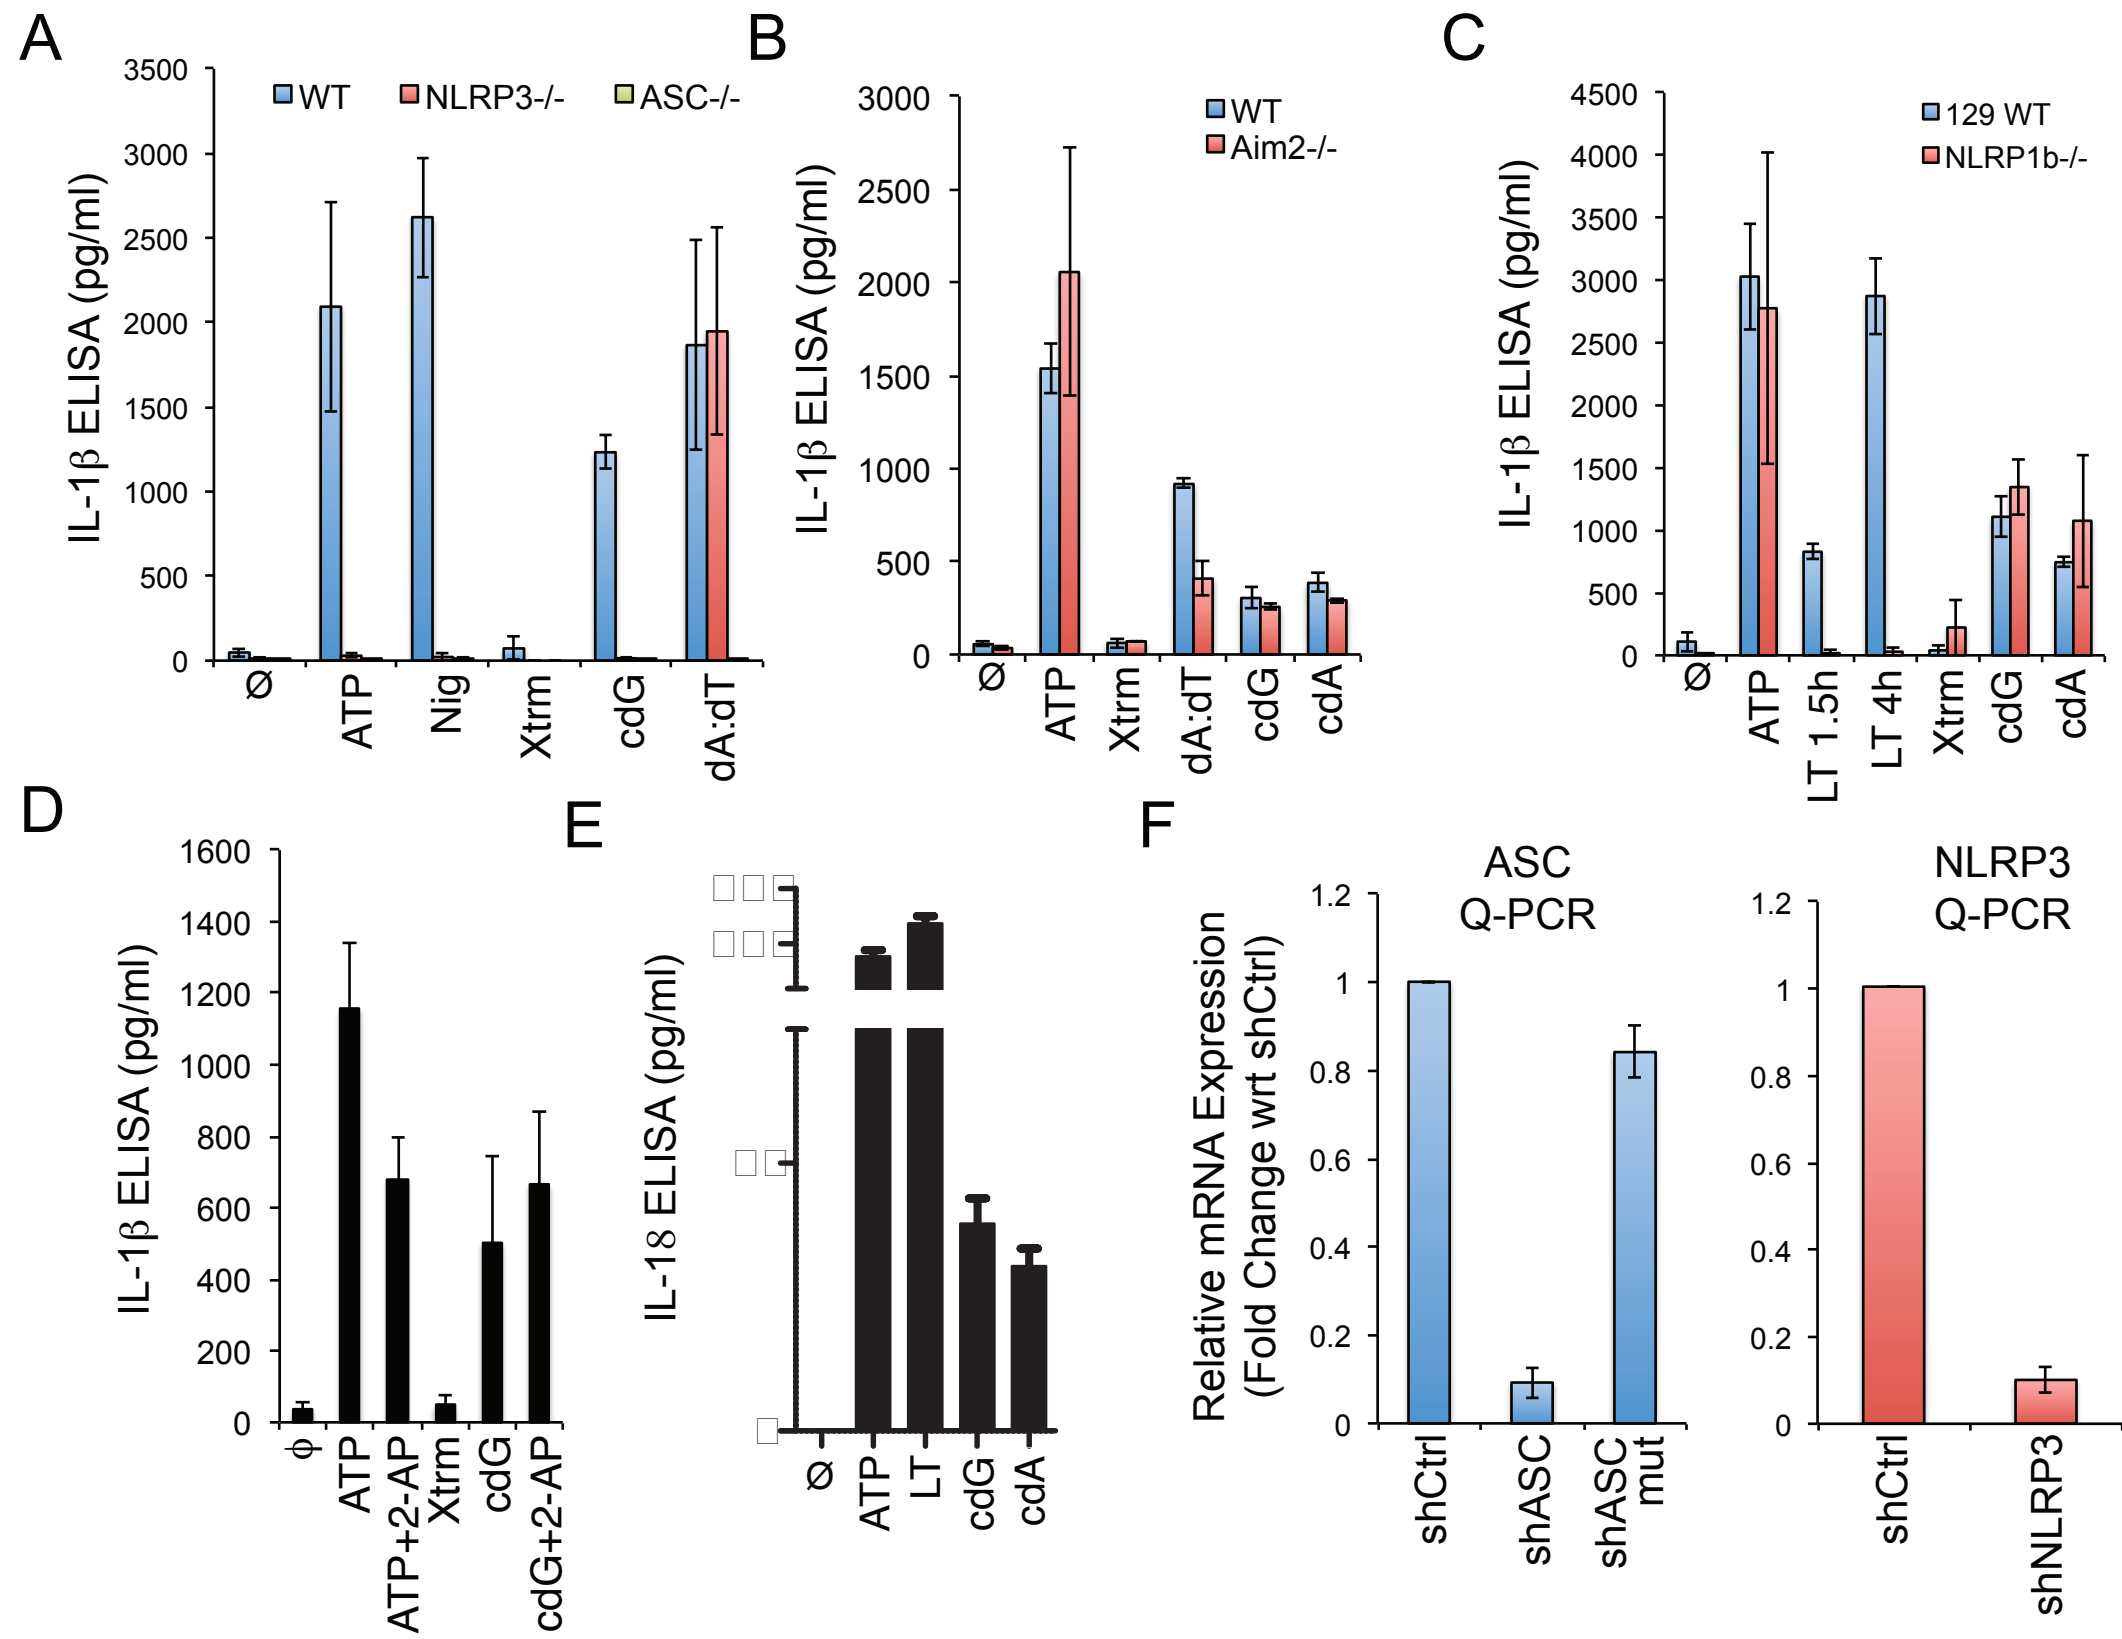 A
IL-1β ELISA (pg/ml)
3500
3000
2500
2000
1500
1000
500
0
WT
NLRP3-/-
ASC-/-
Ø
ATP
Nig
Xtrm
cdG
dA:dT
B
IL-1β ELISA (pg/ml)
3000
2500
2000
1500
1000
500
0
WT
Aim2-/-
Ø
ATP
Xtrm
dA:dT
cdG
cdA
C
IL-1β ELISA (pg/ml)
4500
4000
3500
3000
2500
2000
1500
1000
500
0
129 WT
NLRP1b-/-
Ø
ATP
LT 1.5h
LT 4h
Xtrm
cdG
cdA
D
IL-1β ELISA (pg/ml)
1600
1400
1200
1000
800
600
400
200
0
ϕ
ATP
ATP+2-AP
Xtrm
cdG
cdG+2-AP
E
IL-18 ELISA (pg/ml)
Ø
ATP
LT
cdG
cdA
F
Relative mRNA Expression
(Fold Change wrt shCtrl)
ASC
Q-PCR
1.2
1
0.8
0.6
0.4
0.2
0
shCtrl
shASC
shASC
mut
NLRP3
Q-PCR
1.2
1
0.8
0.6
0.4
0.2
0
shCtrl
shNLRP3